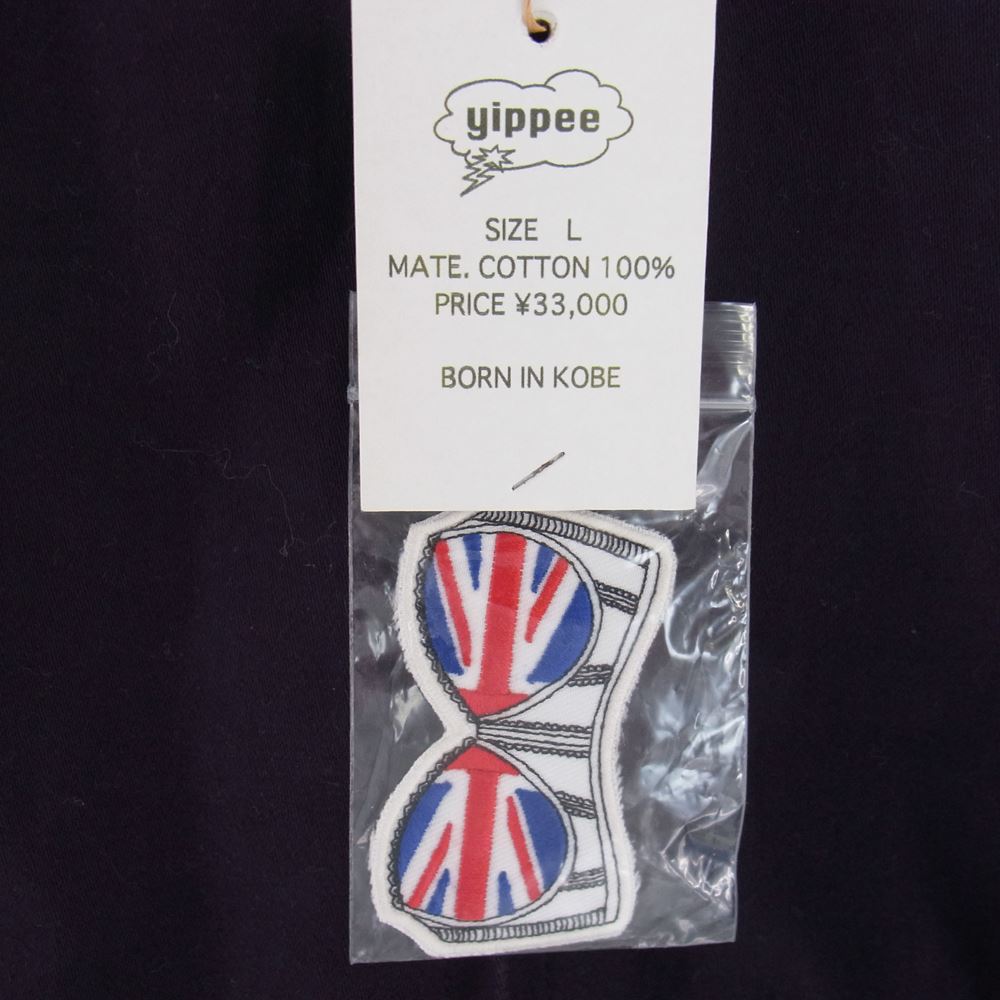 yippee
SIZE L
MATE. COTTON 100%
PRICE ¥33,000
BORN IN KOBE